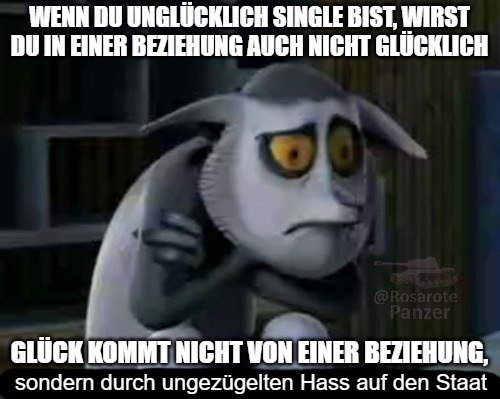 WENN DU UNGLÜCKLICH SINGLE BIST, WIRST
DU IN EINER BEZIEHUNG AUCH NICHT GLÜCKLICH
@Rosarote
Panzer
GLÜCK KOMMT NICHT VON EINER BEZIEHUNG,
sondern durch ungezügelten Hass auf den Staat